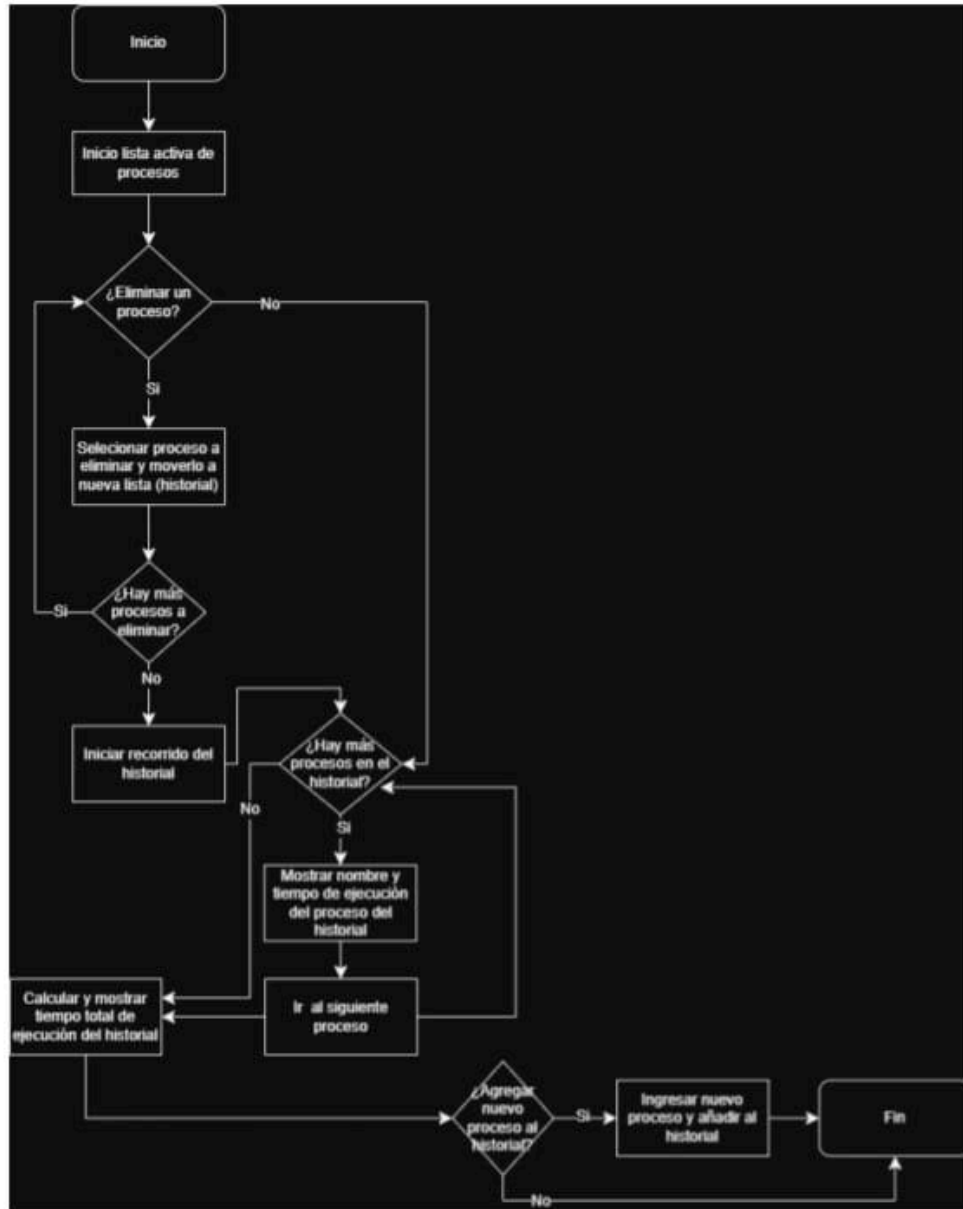 Inicio
Inicio lista activa de
procesos
¿Eliminar un
proceso?
No
Si
Selecionar proceso a
eliminar y moverlo a
nueva lista (historial)
¿Hay más
procesos a
eliminar?
Si
No
Iniciar recorrido del
historial
¿Hay más
procesos en el
historial?
No
Si
Mostrar nombre y
tiempo de ejecución
del proceso del
historial
Calcular y mostrar
tiempo total de
ejecución del historial
Ir al siguiente
proceso
¿Agregar
nuevo
proceso al
historial?
Si
No
Ingresar nuevo
proceso y añadir al
historial
Fin